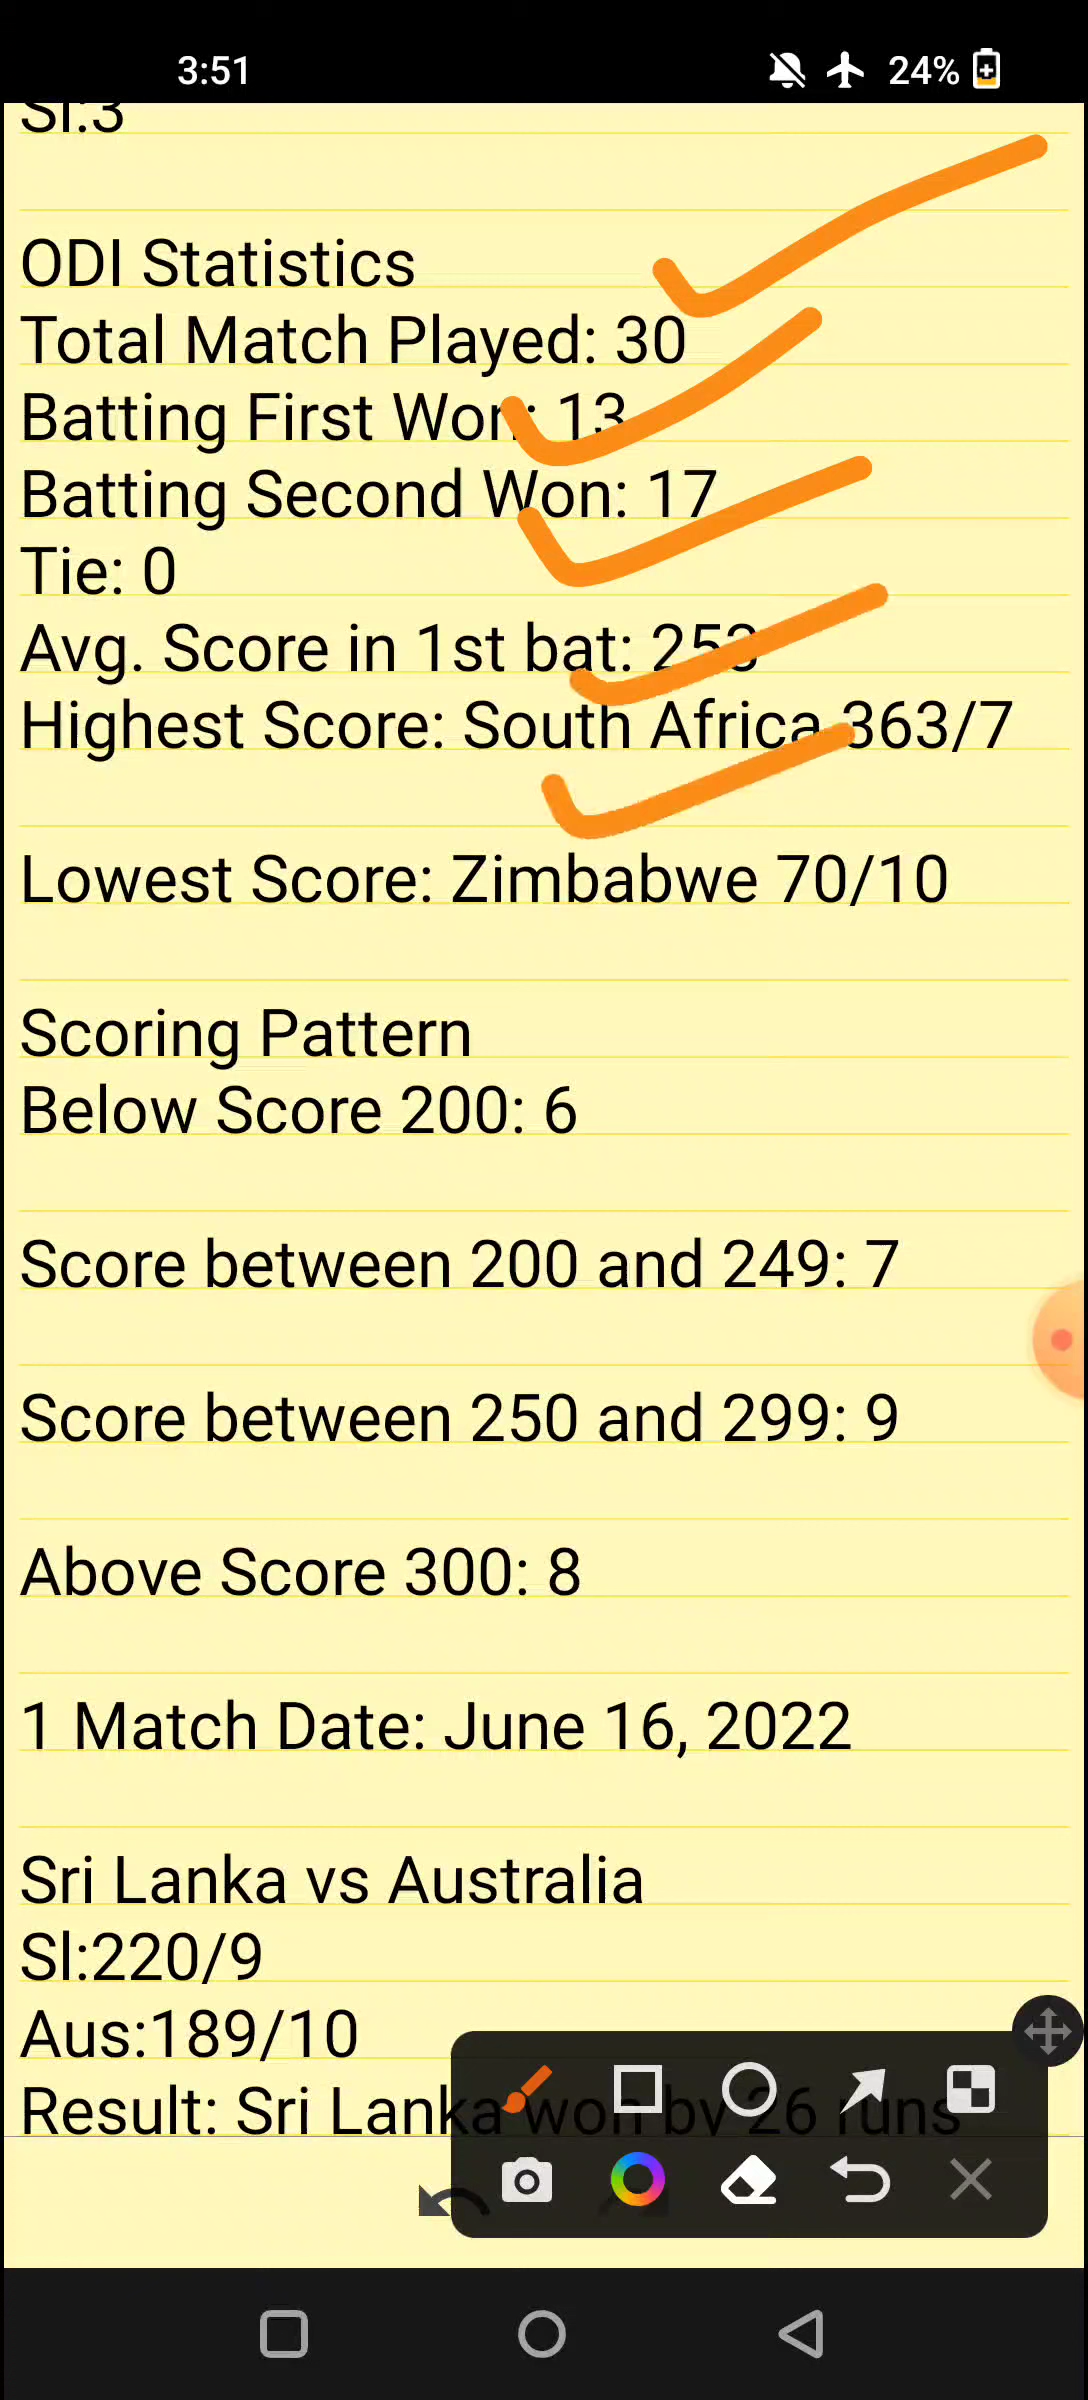 3:51
24%
Sl:3
ODI Statistics
Total Match Played: 30
Batting First Won: 13
Batting Second Won: 17
Tie: 0
Avg. Score in 1st bat: 253
Highest Score: South Africa 363/7
Lowest Score: Zimbabwe 70/10
Scoring Pattern
Below Score 200: 6
Score between 200 and 249: 7
Score between 250 and 299: 9
Above Score 300: 8
1 Match Date: June 16, 2022
Sri Lanka vs Australia
Sl:220/9
Aus:189/10
Result: Sri Lanka won by 26 runs